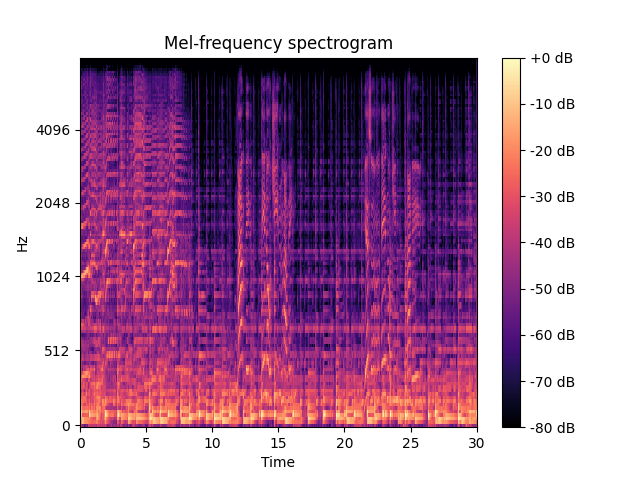 Mel-frequency spectrogram
+0 dB
-10 dB
-20 dB
-30 dB
-40 dB
-50 dB
-60 dB
-70 dB
-80 dB
4096
2048
1024
512
0
Hz
0 5 10 15 20 25 30
Time